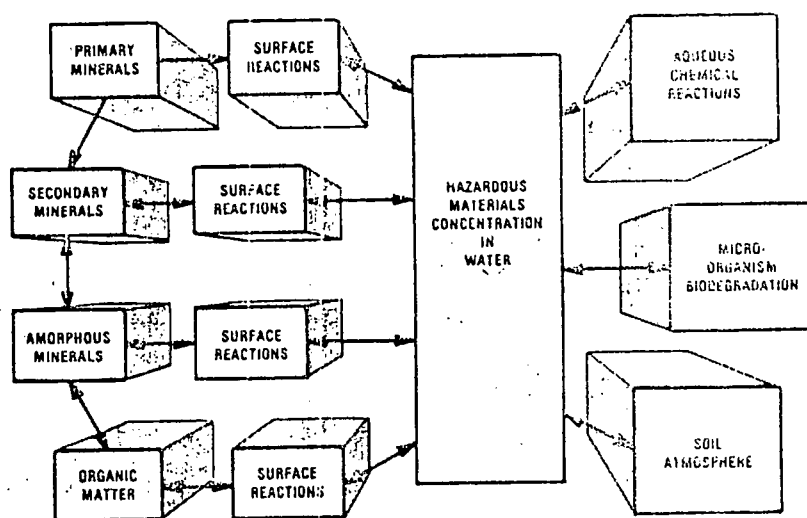 PRIMARY
MINERALS
SURFACE
REACTIONS
SECONDARY
MINERALS
SURFACE
REACTIONS
AMORPHOUS
MINERALS
SURFACE
REACTIONS
ORGANIC
MATTER
SURFACE
REACTIONS
HAZARDOUS
MATERIALS
CONCENTRATION
IN
WATER
AQUEOUS
CHEMICAL
REACTIONS
MICRO-
ORGANISM
BIODEGRADATION
SOIL
ATMOSPHERE